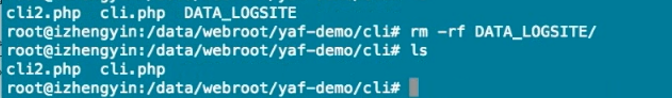 cli2.php  cli.php  DATA_LOGSITE
root@izhengyin:/data/webroot/yaf-demo/cli# rm -rf DATA_LOGSITE/
root@izhengyin:/data/webroot/yaf-demo/cli# ls
cli2.php  cli.php
root@izhengyin:/data/webroot/yaf-demo/cli#